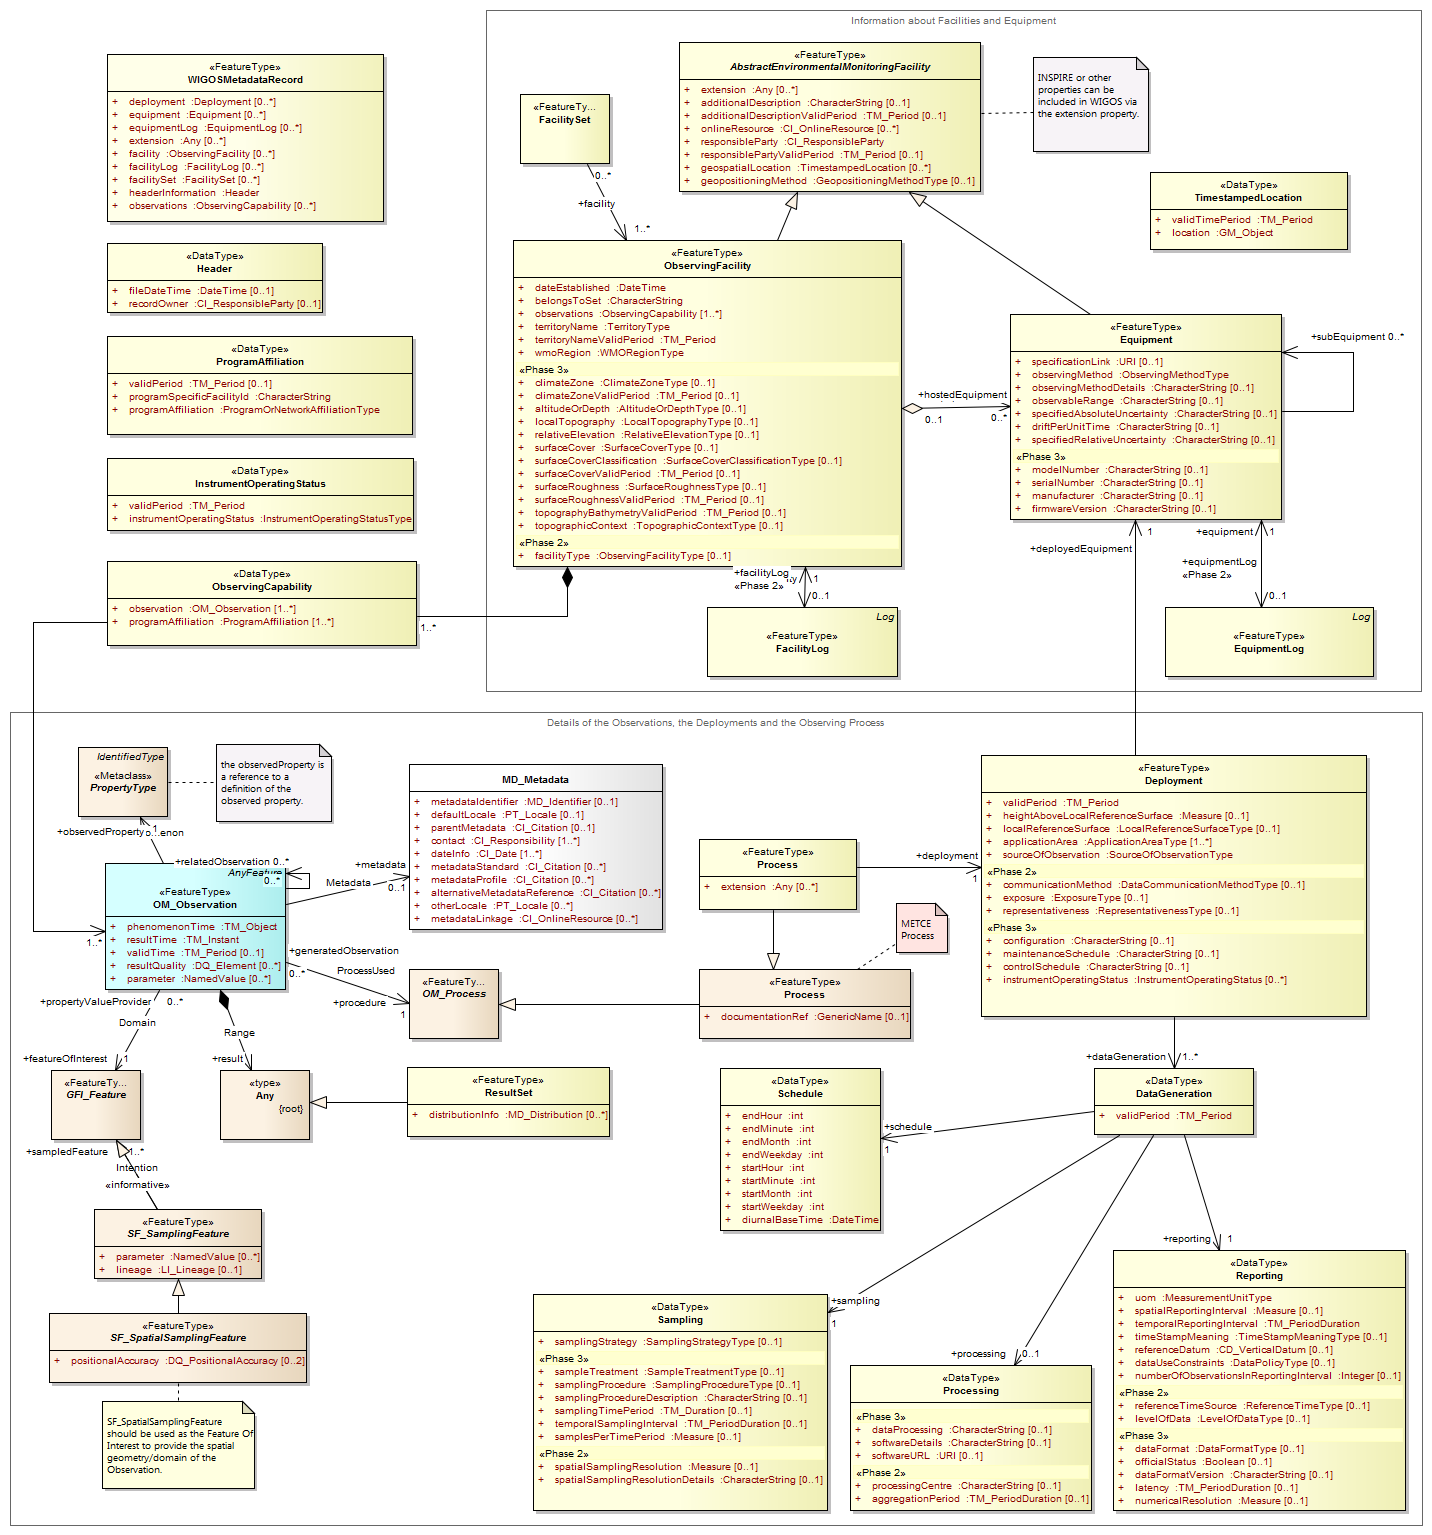 Information about Facilities and Equipment
«FeatureType»
WIGOSMetadataRecord
+ deployment :Deployment [0..*]
+ equipment :Equipment [0..*]
+ equipmentLog :EquipmentLog [0..*]
+ extension :Any [0..*]
+ facility :ObservingFacility [0..*]
+ facilityLog :FacilityLog [0..*]
+ facilitySet :FacilitySet [0..*]
+ headerInformation :Header
+ observations :ObservingCapability [0..*]
«DataType»
Header
+ fileDateTime :DateTime [0..1]
+ recordOwner :CI_ResponsibleParty [0..1]
«DataType»
ProgramAffiliation
+ validPeriod :TM_Period [0..1]
+ programSpecificFacilityId :CharacterString
+ programAffiliation :ProgramOrNetworkAffiliationType
«DataType»
InstrumentOperatingStatus
+ validPeriod :TM_Period
+ instrumentOperatingStatus :InstrumentOperatingStatusType
«DataType»
ObservingCapability
+ observation :OM_Observation [1..*]
+ programAffiliation :ProgramAffiliation [1..*]
1..*
«FeatureTy...
FacilitySet
0..*
+facility
1..*
«FeatureType»
AbstractEnvironmentalMonitoringFacility
+ extension :Any [0..*]
+ additionalDescription :CharacterString [0..1]
+ additionalDescriptionValidPeriod :TM_Period [0..1]
+ onlineResource :CI_OnlineResource [0..*]
+ responsibleParty :CI_ResponsibleParty
+ responsiblePartyValidPeriod :TM_Period [0..1]
+ geospatialLocation :TimestampedLocation [0..*]
+ geopositioningMethod :GeopositioningMethodType [0..1]
INSPIRE or other
properties can be
included in WIGOS via
the extension property.
«DataType»
TimestampedLocation
+ validTimePeriod :TM_Period
+ location :GM_Object
«FeatureType»
ObservingFacility
+ dateEstablished :DateTime
+ belongsToSet :CharacterString
+ observations :ObservingCapability [1..*]
+ territoryName :TerritoryType
+ territoryNameValidPeriod :TM_Period
+ wmoRegion :WMORegionType
«Phase 3»
+ climateZone :ClimateZoneType [0..1]
+ climateZoneValidPeriod :TM_Period [0..1]
+ altitudeOrDepth :AltitudeOrDepthType [0..1]
+ localTopography :LocalTopographyType [0..1]
+ relativeElevation :RelativeElevationType [0..1]
+ surfaceCover :SurfaceCoverType [0..1]
+ surfaceCoverClassification :SurfaceCoverClassificationType [0..1]
+ surfaceCoverValidPeriod :TM_Period [0..1]
+ surfaceRoughness :SurfaceRoughnessType [0..1]
+ surfaceRoughnessValidPeriod :TM_Period [0..1]
+ topographyBathymetryValidPeriod :TM_Period [0..1]
+ topographicContext :TopographicContextType [0..1]
«Phase 2»
+ facilityType :ObservingFacilityType [0..1]
+hostedEquipment
0..1
0..*
«FeatureType»
Equipment
+ specificationLink :URI [0..1]
+ observingMethod :ObservingMethodType
+ observingMethodDetails :CharacterString [0..1]
+ observableRange :CharacterString [0..1]
+ specifiedAbsoluteUncertainty :CharacterString [0..1]
+ driftPerUnitTime :CharacterString [0..1]
+ specifiedRelativeUncertainty :CharacterString [0..1]
«Phase 3»
+ modelNumber :CharacterString [0..1]
+ serialNumber :CharacterString [0..1]
+ manufacturer :CharacterString [0..1]
+ firmwareVersion :CharacterString [0..1]
+subEquipment 0..*
+facilityLog
«Phase 2»
1
0..1
Log
«FeatureType»
FacilityLog
1
+deployedEquipment
+equipment
1
+equipmentLog
«Phase 2»
0..1
Log
«FeatureType»
EquipmentLog
Details of the Observations, the Deployments and the Observing Process
IdentifiedType
«Metaclass»
PropertyType
the observedProperty is
a reference to a
definition of the
observed property.
+observedProperty
1
+relatedObservation 0..*
AnyFeature
0..*
«FeatureType»
OM_Observation
+ phenomenonTime :TM_Object
+ resultTime :TM_Instant
+ validTime :TM_Period [0..1]
+ resultQuality :DQ_Element [0..*]
+ parameter :NamedValue [0..*]
1..*
+metadata
Metadata
0..1
MD_Metadata
+ metadataIdentifier :MD_Identifier [0..1]
+ defaultLocale :PT_Locale [0..1]
+ parentMetadata :CI_Citation [0..1]
+ contact :CI_Responsibility [1..*]
+ dateInfo :CI_Date [1..*]
+ metadataStandard :CI_Citation [0..*]
+ metadataProfile :CI_Citation [0..*]
+ alternativeMetadataReference :CI_Citation [0..*]
+ otherLocale :PT_Locale [0..*]
+ metadataLinkage :CI_OnlineResource [0..*]
+generatedObservation
0..*
ProcessUsed
+procedure
1
«FeatureTy...
OM_Process
«FeatureType»
Process
+ extension :Any [0..*]
+deployment
1
METCE
Process
«FeatureType»
Process
+ documentationRef :GenericName [0..1]
«FeatureType»
Deployment
+ validPeriod :TM_Period
+ heightAboveLocalReferenceSurface :Measure [0..1]
+ localReferenceSurface :LocalReferenceSurfaceType [0..1]
+ applicationArea :ApplicationAreaType [1..*]
+ sourceOfObservation :SourceOfObservationType
«Phase 2»
+ communicationMethod :DataCommunicationMethodType [0..1]
+ exposure :ExposureType [0..1]
+ representativeness :RepresentativenessType [0..1]
«Phase 3»
+ configuration :CharacterString [0..1]
+ maintenanceSchedule :CharacterString [0..1]
+ controlSchedule :CharacterString [0..1]
+ instrumentOperatingStatus :InstrumentOperatingStatus [0..*]
+propertyValueProvider 0..*
Domain
+featureOfInterest 1
Range
+result
«FeatureTy...
GFI_Feature
«type»
Any
{root}
«FeatureType»
ResultSet
+ distributionInfo :MD_Distribution [0..*]
+sampledFeature 1..*
Intention
«informative»
«FeatureType»
SF_SamplingFeature
+ parameter :NamedValue [0..*]
+ lineage :LI_Lineage [0..1]
«FeatureType»
SF_SpatialSamplingFeature
+ positionalAccuracy :DQ_PositionalAccuracy [0..2]
SF_SpatialSamplingFeature
should be used as the Feature Of
Interest to provide the spatial
geometry/domain of the
Observation.
+dataGeneration 1..*
«DataType»
DataGeneration
+ validPeriod :TM_Period
«DataType»
Schedule
+ endHour :int
+ endMinute :int
+ endMonth :int
+ endWeekday :int
+ startHour :int
+ startMinute :int
+ startMonth :int
+ startWeekday :int
+ diurnalBaseTime :DateTime
+schedule
1
+sampling
1
«DataType»
Sampling
+ samplingStrategy :SamplingStrategyType [0..1]
«Phase 3»
+ sampleTreatment :SampleTreatmentType [0..1]
+ samplingProcedure :SamplingProcedureType [0..1]
+ samplingProcedureDescription :CharacterString [0..1]
+ samplingTimePeriod :TM_Duration [0..1]
+ temporalSamplingInterval :TM_PeriodDuration [0..1]
+ samplesPerTimePeriod :Measure [0..1]
«Phase 2»
+ spatialSamplingResolution :Measure [0..1]
+ spatialSamplingResolutionDetails :CharacterString [0..1]
+processing 0..1
«DataType»
Processing
«Phase 3»
+ dataProcessing :CharacterString [0..1]
+ softwareDetails :CharacterString [0..1]
+ softwareURL :URI [0..1]
«Phase 2»
+ processingCentre :CharacterString [0..1]
+ aggregationPeriod :TM_PeriodDuration [0..1]
+reporting 1
«DataType»
Reporting
+ uom :MeasurementUnitType
+ spatialReportingInterval :Measure [0..1]
+ temporalReportingInterval :TM_PeriodDuration
+ timeStampMeaning :TimeStampMeaningType [0..1]
+ referenceDatum :CD_VerticalDatum [0..1]
+ dataUseConstraints :DataPolicyType [0..1]
+ numberOfObservationsInReportingInterval :Integer [0..1]
«Phase 2»
+ referenceTimeSource :ReferenceTimeType [0..1]
+ levelOfData :LevelOfDataType [0..1]
«Phase 3»
+ dataFormat :DataFormatType [0..1]
+ officialStatus :Boolean [0..1]
+ dataFormatVersion :CharacterString [0..1]
+ latency :TM_PeriodDuration [0..1]
+ numericalResolution :Measure [0..1]